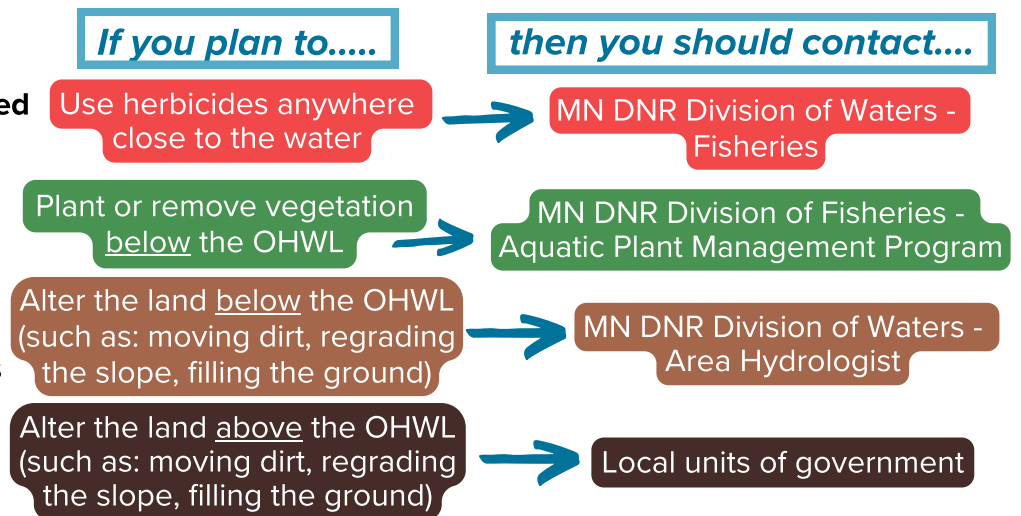 If you plan to.....
then you should contact....
ed
Use herbicides anywhere
close to the water
MN DNR Division of Waters -
Fisheries
Plant or remove vegetation
below the OHWL
MN DNR Division of Fisheries -
Aquatic Plant Management Program
Alter the land below the OHWL
(such as: moving dirt, regrading
the slope, filling the ground)
s
MN DNR Division of Waters -
Area Hydrologist
Alter the land above the OHWL
(such as: moving dirt, regrading
the slope, filling the ground)
Local units of government